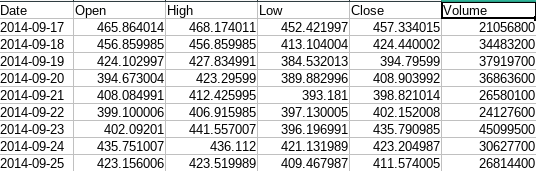 Date Open High Low Close Volume
2014-09-17 465.864014 468.174011 452.421997 457.334015 21056800
2014-09-18 456.859985 456.859985 413.104004 424.440002 34483200
2014-09-19 424.102997 427.834991 384.532013 394.79599 37919700
2014-09-20 394.673004 423.29599 389.882996 408.903992 36863600
2014-09-21 408.084991 412.425995 393.181 398.821014 26580100
2014-09-22 399.100006 406.915985 397.130005 402.152008 24127600
2014-09-23 402.09201 441.557007 396.196991 435.790985 45099500
2014-09-24 435.751007 436.112 421.131989 423.204987 30627700
2014-09-25 423.156006 423.519989 409.467987 411.574005 26814400